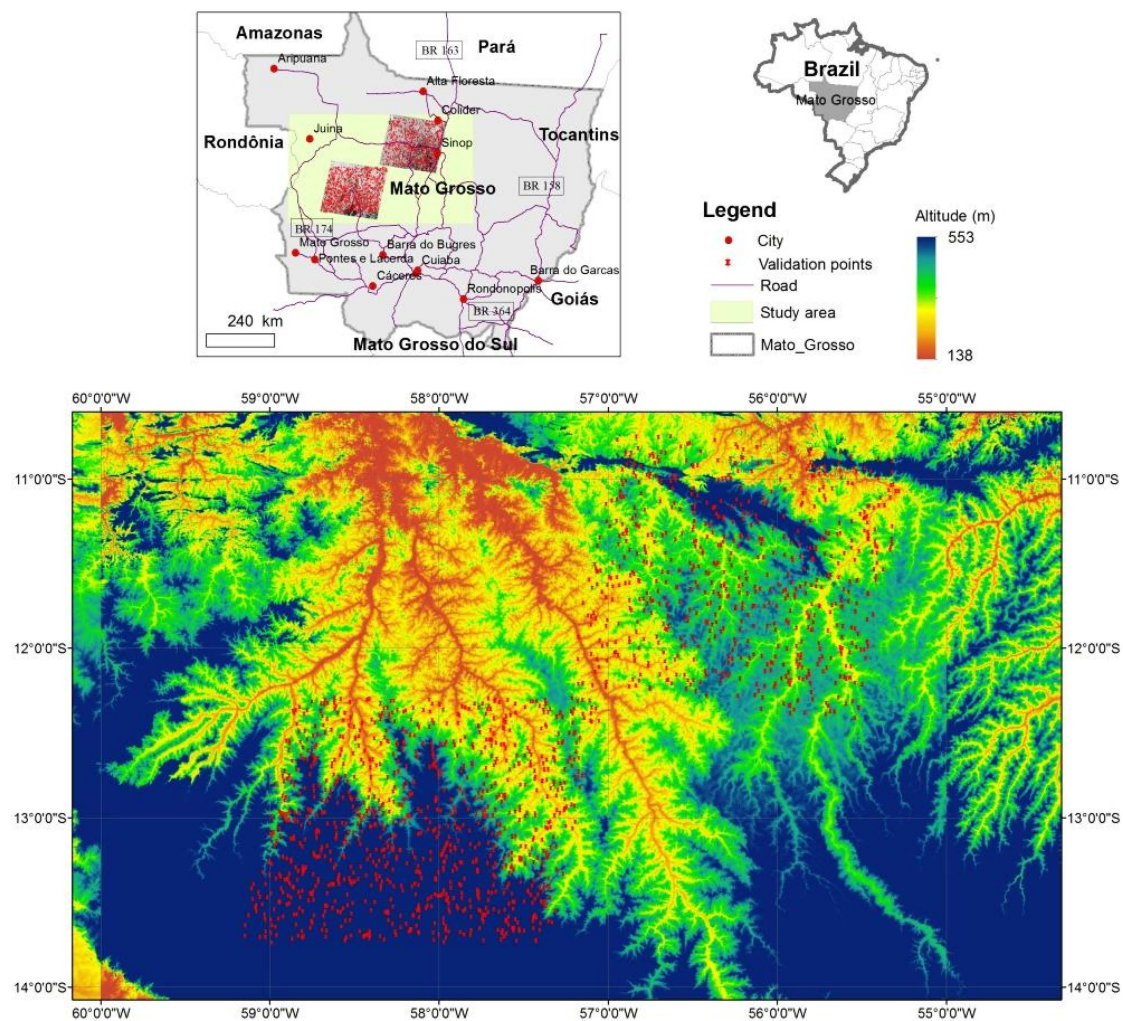 Amazonas
BR 163
Pará
Aripuana
Alta Floresta
Colider
Rondônia
Juina
Sinop
Tocantins
Mato Grosso
BR 158
BR 174
Mato Grosso
Barra do Bugres
Pontes e Lacerda
Cuiaba
Cáceres
Barra do Garcas
Rondonopolis
Goiás
BR 364
240 km
Mato Grosso do Sul
Brazil
Mato Grosso
Legend
City
Validation points
Road
Study area
Mato_Grosso
Altitude (m)
553
138
60°0'0"W 59°0'0"W 58°0'0"W 57°0'0"W 56°0'0"W 55°0'0"W
11°0'0"S 11°0'0"S
12°0'0"S 12°0'0"S
13°0'0"S 13°0'0"S
14°0'0"S 14°0'0"S
60°0'0"W 59°0'0"W 58°0'0"W 57°0'0"W 56°0'0"W 55°0'0"W